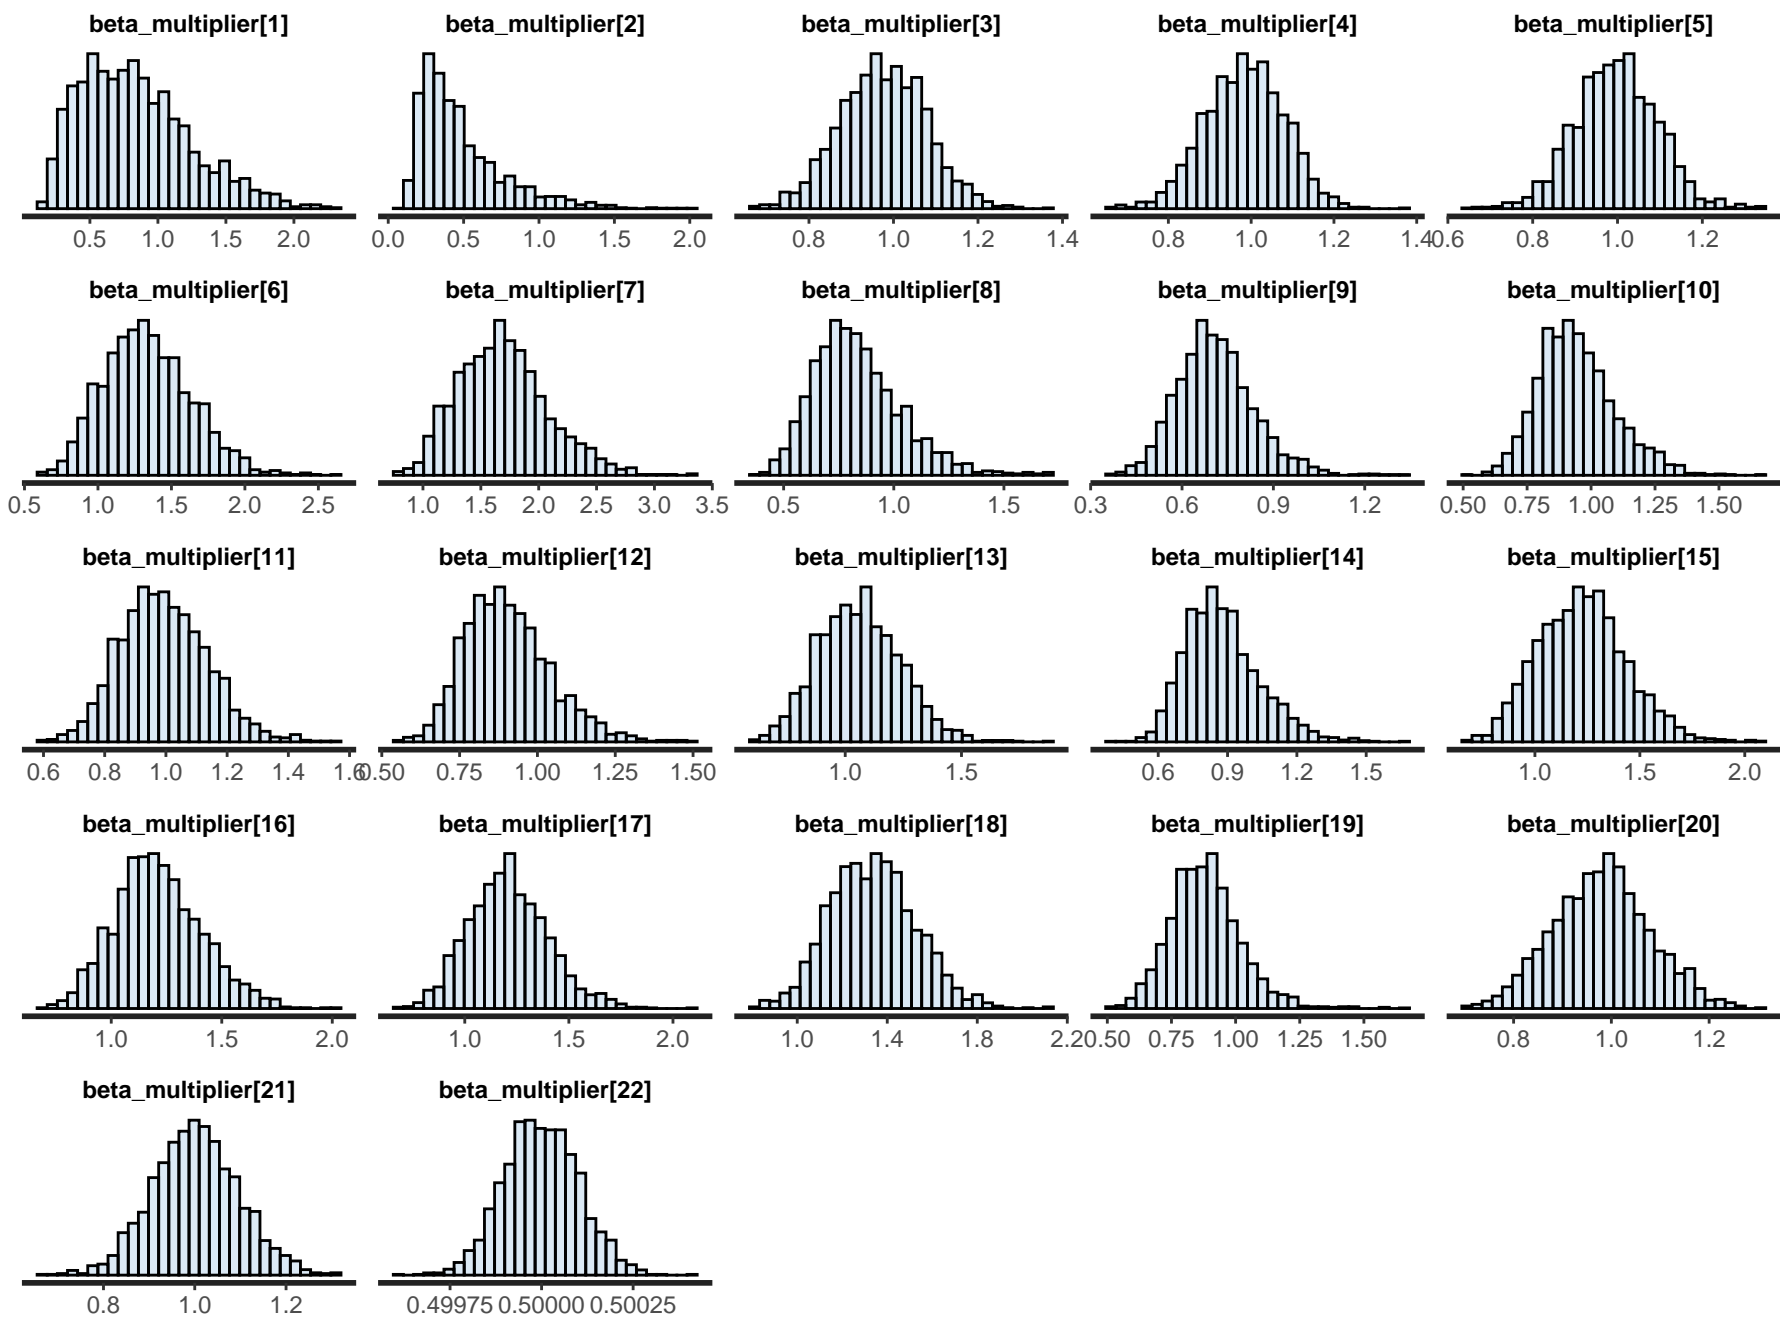 beta_multiplier[1] beta_multiplier[2] beta_multiplier[3] beta_multiplier[4] beta_multiplier[5]
0.5 1.0 1.5 2.0 0.0 0.5 1.0 1.5 2.0 0.8 1.0 1.2 1.4 0.8 1.0 1.2 1.4 0.6 0.8 1.0 1.2
beta_multiplier[6] beta_multiplier[7] beta_multiplier[8] beta_multiplier[9] beta_multiplier[10]
0.5 1.0 1.5 2.0 2.5 1.0 1.5 2.0 2.5 3.0 3.5 0.5 1.0 1.5 0.3 0.6 0.9 1.2 0.50 0.75 1.00 1.25 1.50
beta_multiplier[11] beta_multiplier[12] beta_multiplier[13] beta_multiplier[14] beta_multiplier[15]
0.6 0.8 1.0 1.2 1.4 1.6 0.50 0.75 1.00 1.25 1.50 1.0 1.5 0.6 0.9 1.2 1.5 1.0 1.5 2.0
beta_multiplier[16] beta_multiplier[17] beta_multiplier[18] beta_multiplier[19] beta_multiplier[20]
1.0 1.5 2.0 1.0 1.5 2.0 1.0 1.4 1.8 2.2 0.50 0.75 1.00 1.25 1.50 0.8 1.0 1.2
beta_multiplier[21] beta_multiplier[22]
0.8 1.0 1.2 0.49975 0.50000 0.50025